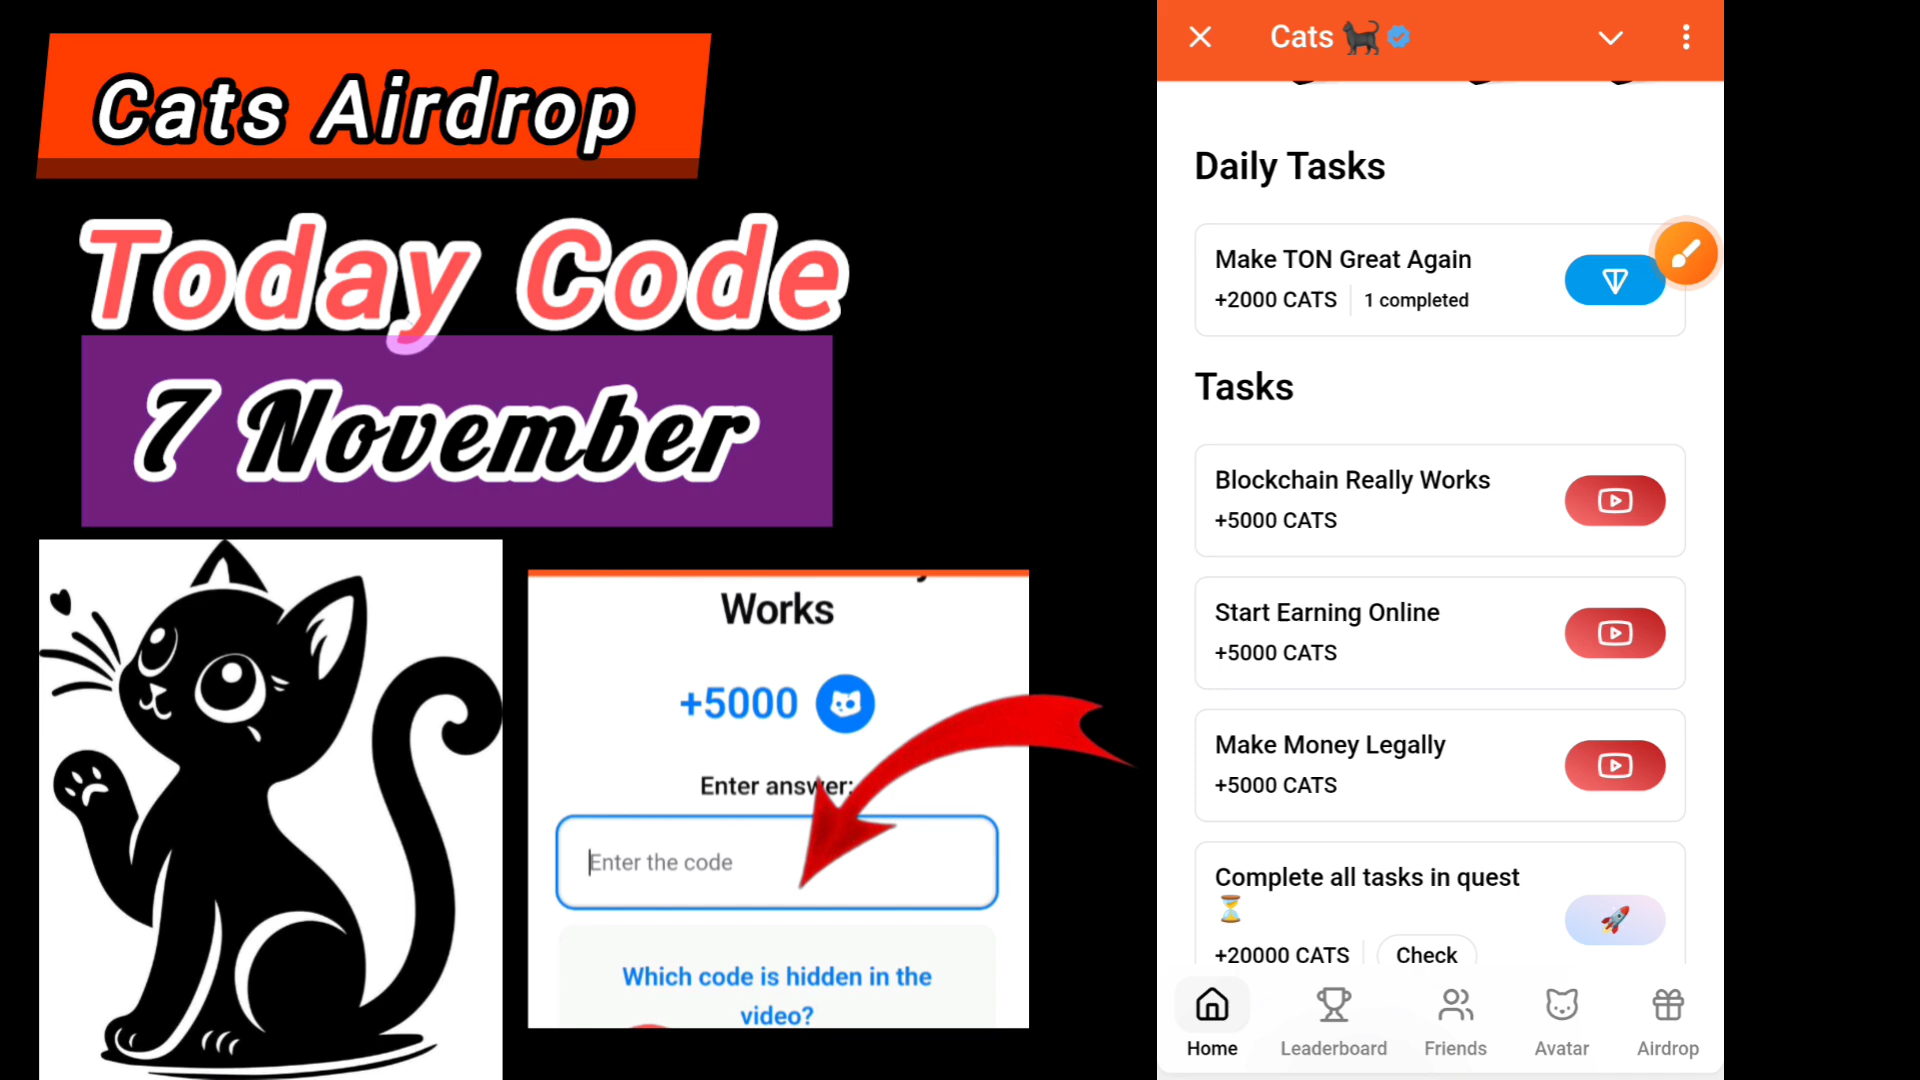 Cats Airdrop
Today Code
7 November
Works
+5000
Enter answer:
Enter the code
Which code is hidden in the
video?
Cats
Daily Tasks
Make TON Great Again
+2000 CATS
1 completed
Tasks
Blockchain Really Works
+5000 CATS
Start Earning Online
+5000 CATS
Make Money Legally
+5000 CATS
Complete all tasks in quest
+20000 CATS
Check
Home
Leaderboard
Friends
Avatar
Airdrop